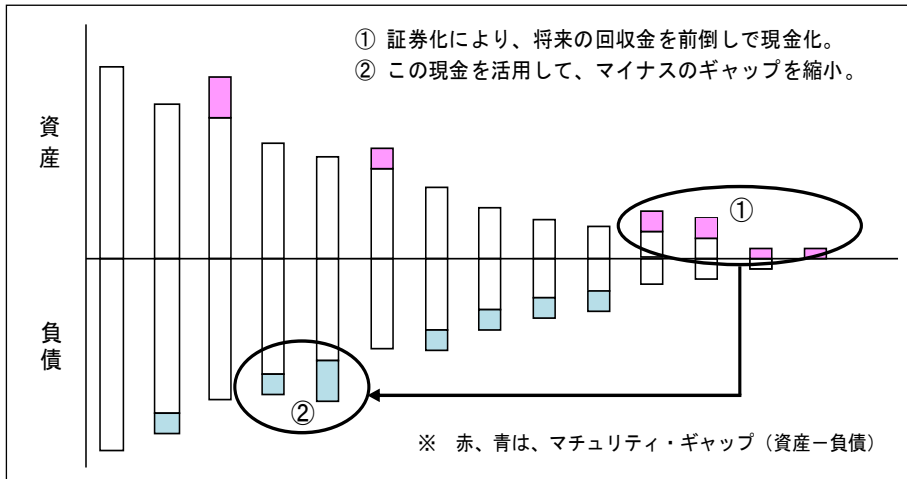 ① 証券化により、将来の回収金を前倒しで現金化。
② この現金を活用して、マイナスのギャップを縮小。
資産
①
負債
②
※ 赤、青は、マチュリティ・ギャップ（資産－負債）